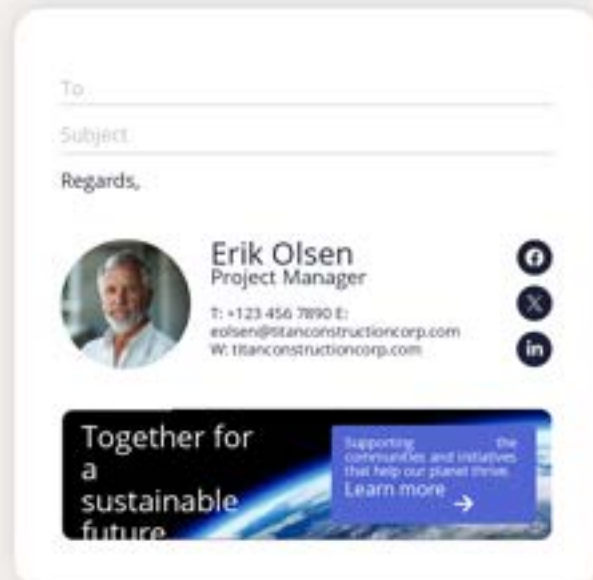 To
Subject
Regards,
Erik Olsen
Project Manager
T: +123 456 7890 E:
eolsen@titanconstructioncorp.com
W: titanconstructioncorp.com
in
Together for
a
sustainable
future
Supporting the
communities and initiatives
that help our planet thrive.
Learn more